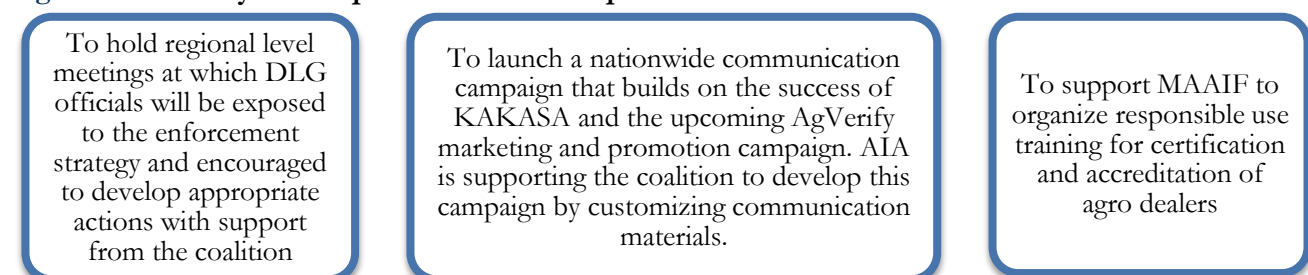 To hold regional level
meetings at which DLG
officials will be exposed
to the enforcement
strategy and encouraged
to develop appropriate
actions with support
from the coalition
To launch a nationwide communication
campaign that builds on the success of
KAKASA and the upcoming AgVerify
marketing and promotion campaign. AIA
is supporting the coalition to develop this
campaign by customizing communication
materials.
To support MAAIF to
organize responsible use
training for certification
and accreditation of
agro dealers